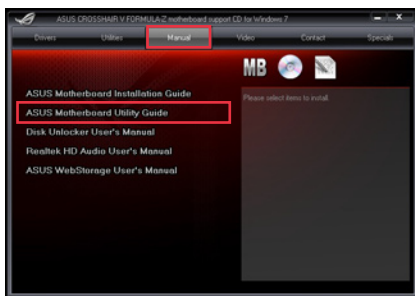 ASUS CROSSHAIR V FORMULA-Z motherboard support CD for Windows 7
Drivers Utilities Manual Video Contact Specials
MB
ASUS Motherboard Installation Guide
Please select items to install.
ASUS Motherboard Utility Guide
Disk Unlocker User's Manual
Realtek HD Audio User's Manual
ASUS WebStorage User's Manual